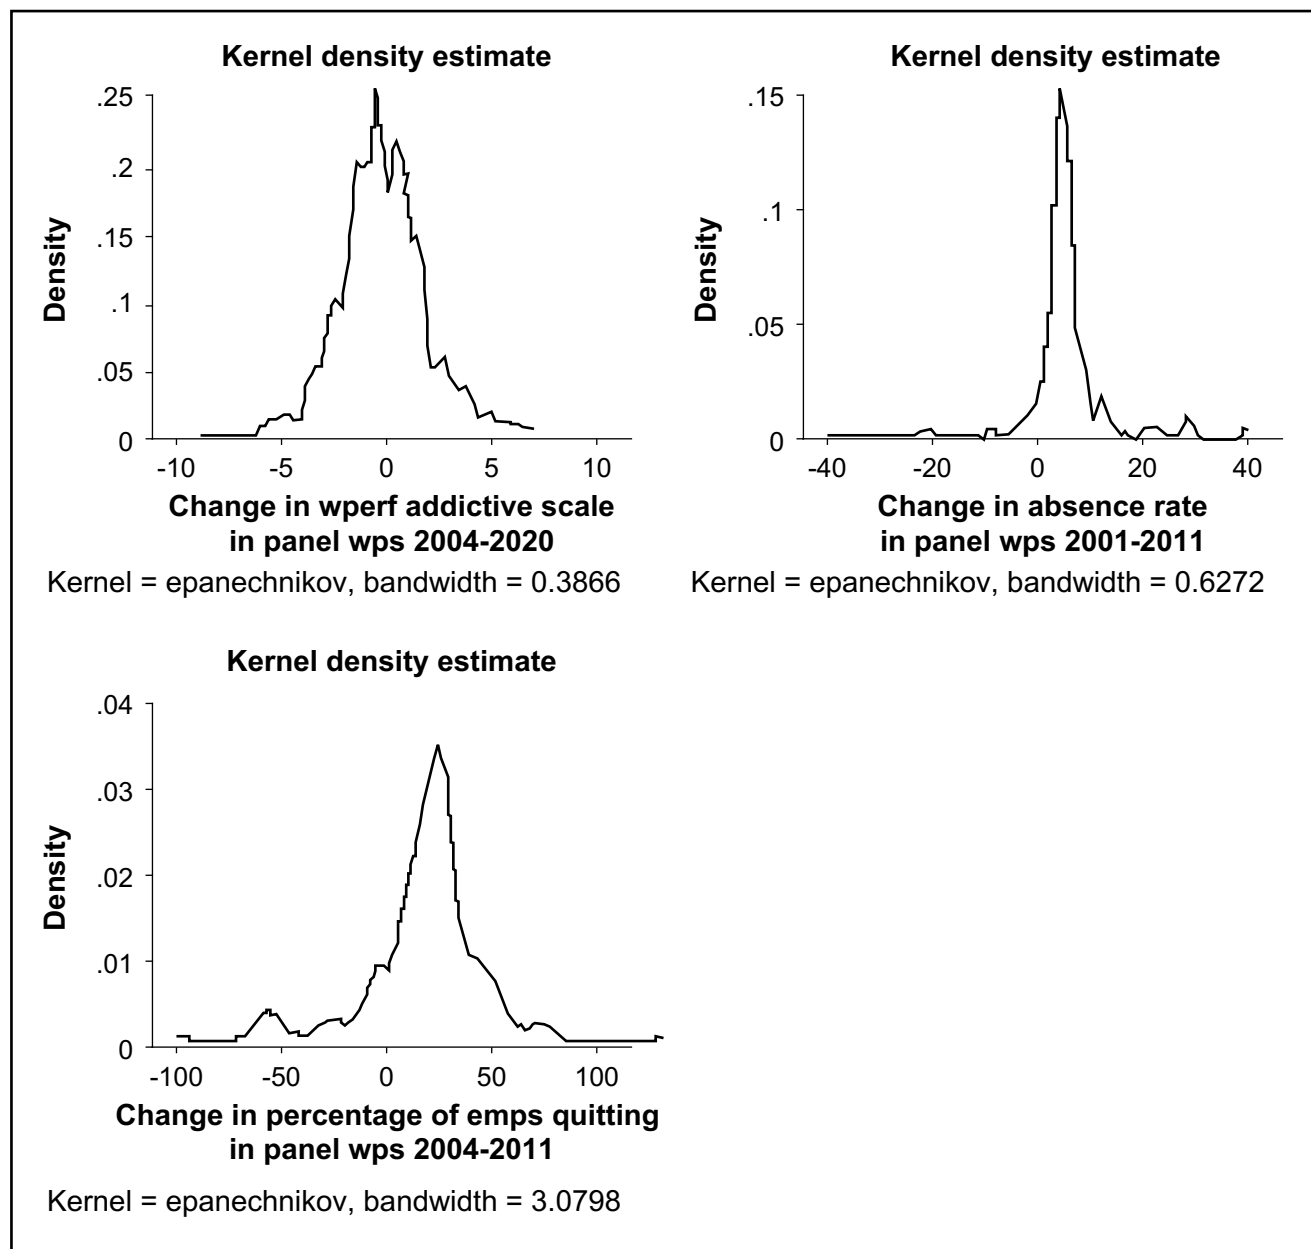 Kernel density estimate
.25
.2
.15
.1
.05
0
Density
-10 -5 0 5 10
Change in wperf addictive scale
in panel wps 2004-2020
Kernel = epanechnikov, bandwidth = 0.3866
Kernel density estimate
.15
.1
.05
0
Density
-40 -20 0 20 40
Change in absence rate
in panel wps 2001-2011
Kernel = epanechnikov, bandwidth = 0.6272
Kernel density estimate
.04
.03
.02
.01
0
Density
-100 -50 0 50 100
Change in percentage of emps quitting
in panel wps 2004-2011
Kernel = epanechnikov, bandwidth = 3.0798